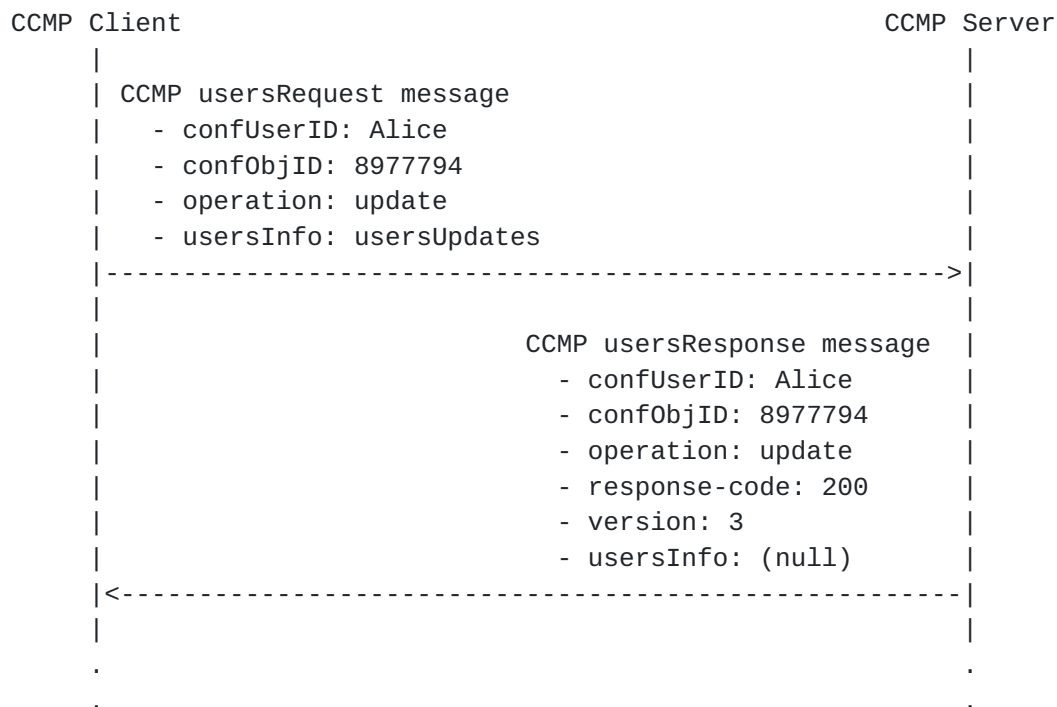 CCMP Client CCMP Server
| |
| CCMP usersRequest message |
| - confUserID: Alice |
| - confObjID: 8977794 |
| - operation: update |
| - usersInfo: usersUpdates |
|------------------------------------------------------>|
| |
| CCMP usersResponse message |
| - confUserID: Alice |
| - confObjID: 8977794 |
| - operation: update |
| - response-code: 200 |
| - version: 3 |
| - usersInfo: (null) |
|<------------------------------------------------------|
| |
. .
. .